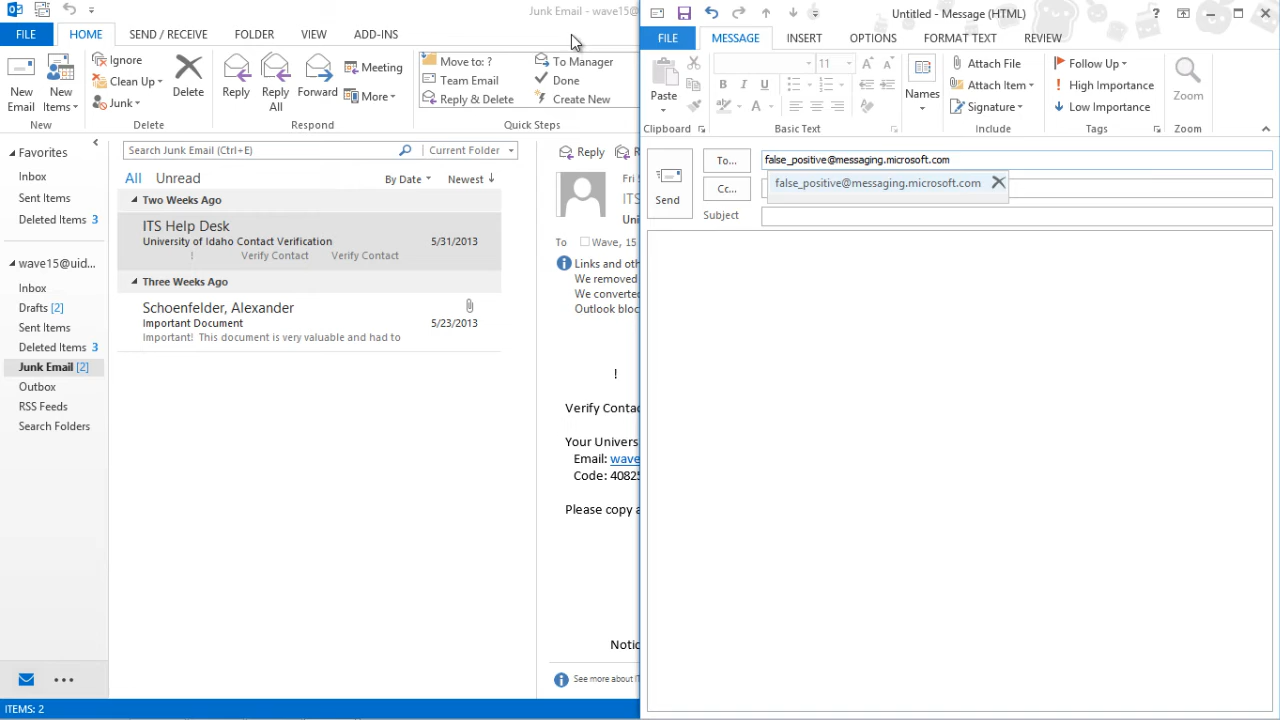 Junk Email - wave15@
FILE HOME SEND / RECEIVE FOLDER VIEW ADD-INS
New Email
New Items
New
Ignore
Clean Up
Junk
Delete
Delete
Reply
Reply All
Forward
Meeting
More
Respond
Move to: ?
Team Email
Reply & Delete
To Manager
Done
Create New
Quick Steps
Favorites
Inbox
Sent Items
Deleted Items 3
wave15@uid...
Inbox
Drafts [2]
Sent Items
Deleted Items 3
Junk Email [2]
Outbox
RSS Feeds
Search Folders
ITEMS: 2
Search Junk Email (Ctrl+E)
Current Folder
All Unread By Date Newest
Two Weeks Ago
ITS Help Desk
University of Idaho Contact Verification 5/31/2013
! Verify Contact Verify Contact
Three Weeks Ago
Schoenfelder, Alexander
Important Document 5/23/2013
Important! This document is very valuable and had to
Reply R
Fri 5
ITS
Uni
To Wave, 15
Links and oth
We removed
We converte
Outlook bloc
!
Verify Conta
Your Univers
Email: wave
Code: 4082
Please copy a
Notic
See more about I
Untitled - Message (HTML)
?
FILE MESSAGE INSERT OPTIONS FORMAT TEXT REVIEW
Paste
Clipboard
11
B I U
ab A
A A
Basic Text
Names
Attach File
Attach Item
Signature
Include
Follow Up
High Importance
Low Importance
Tags
Zoom
Zoom
Send
To... false_positive@messaging.microsoft.com
false_positive@messaging.microsoft.com
Cc...
Subject